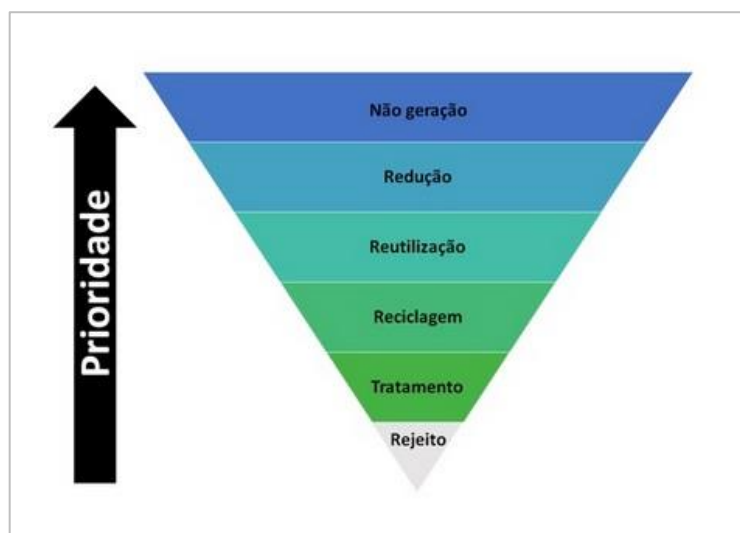 Prioridade
Não geração
Redução
Reutilização
Reciclagem
Tratamento
Rejeito